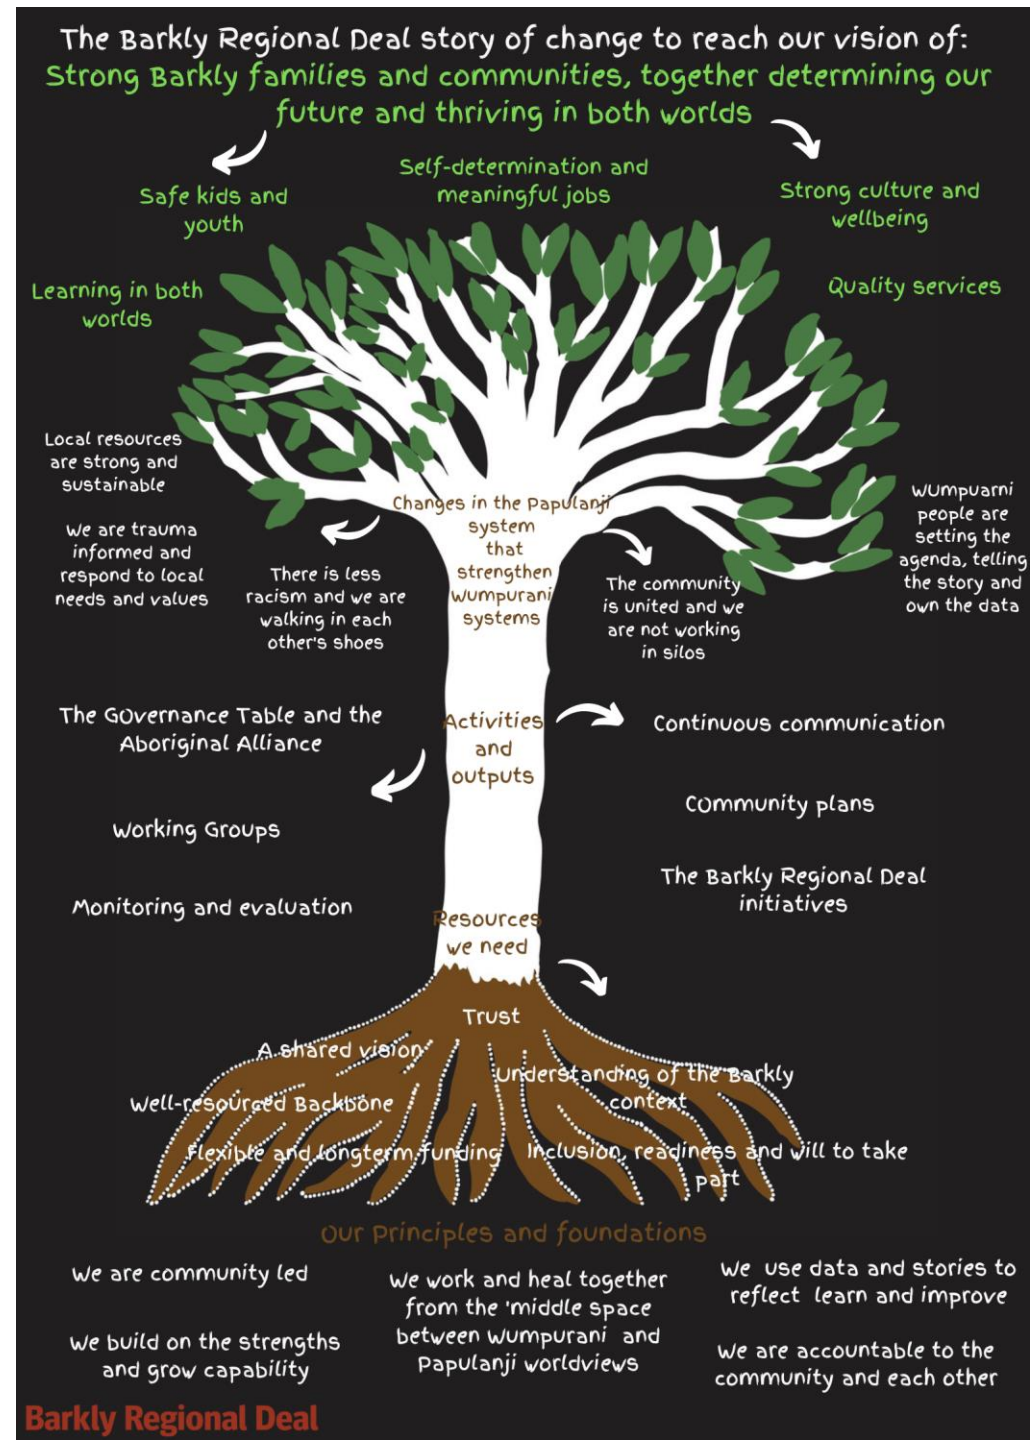 The Barkly Regional Deal story of change to reach our vision of:
Strong Barkly families and communities, together determining our
future and thriving in both worlds
Safe kids and
youth
Self-determination and
meaningful jobs
Strong culture and
wellbeing
Learning in both
worlds
Quality services
Local resources
are strong and
sustainable
We are trauma
informed and
respond to local
needs and values
There is less
racism and we are
walking in each
other's shoes
Changes in the Papulanji
system
that
strengthen
Wumpurani
systems
The community
is united and we
are not working
in silos
Wumpuarni
people are
setting the
agenda, telling
the story and
own the data
The Governance Table and the
Aboriginal Alliance
Working Groups
Monitoring and evaluation
Activities
and
outputs
Continuous communication
Community plans
The Barkly Regional Deal
initiatives
Resources
we need
Trust
A shared vision
Understanding of the Barkly
context
Well-resourced Backbone
Flexible and longterm funding
Inclusion, readiness and will to take
part
Our Principles and foundations
We are community led
We build on the strengths
and grow capability
We work and heal together
from the 'middle space
between Wumpurani and
Papulanji worldviews
We use data and stories to
reflect learn and improve
We are accountable to the
community and each other
Barkly Regional Deal